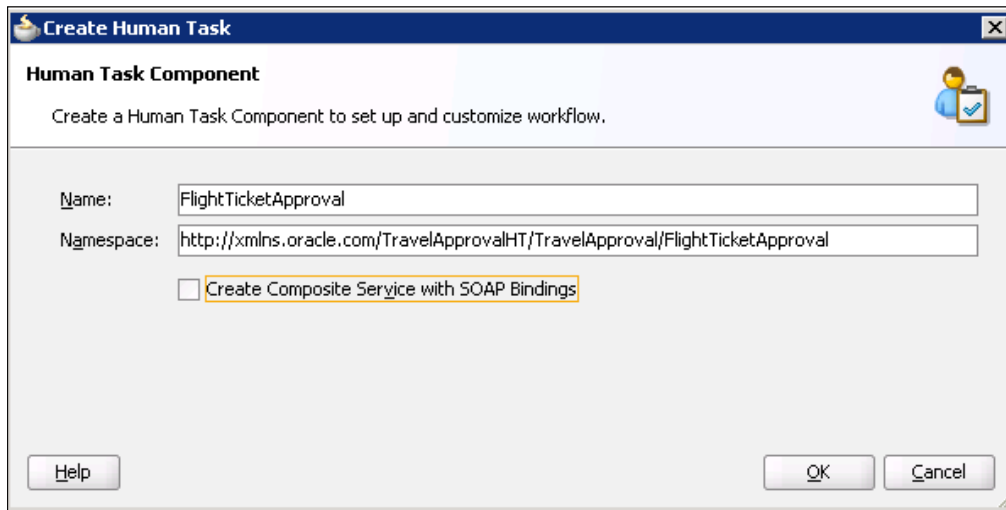 Create Human Task
Human Task Component
Create a Human Task Component to set up and customize workflow.
Name: FlightTicketApproval
Namespace: http://xmlns.oracle.com/TravelApprovalHT/TravelApproval/FlightTicketApproval
Create Composite Service with SOAP Bindings
Help OK Cancel